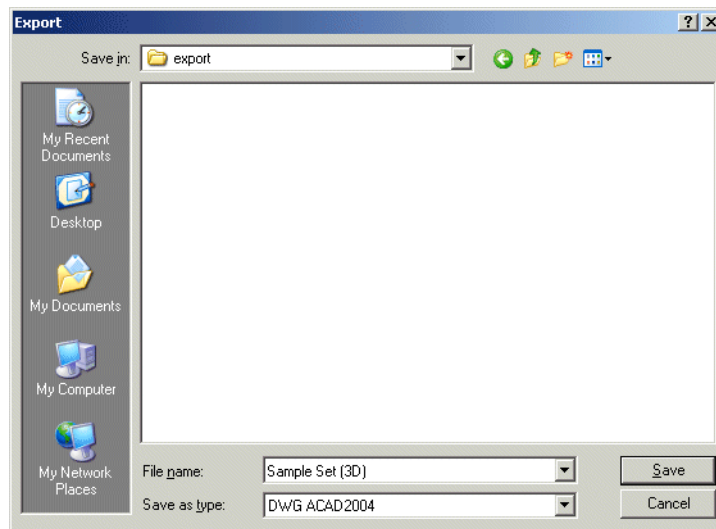 Export
Save in:
export
My Recent
Documents
Desktop
My Documents
My Computer
My Network
Places
File name:
Sample Set (3D)
Save
Save as type:
DWG ACAD2004
Cancel